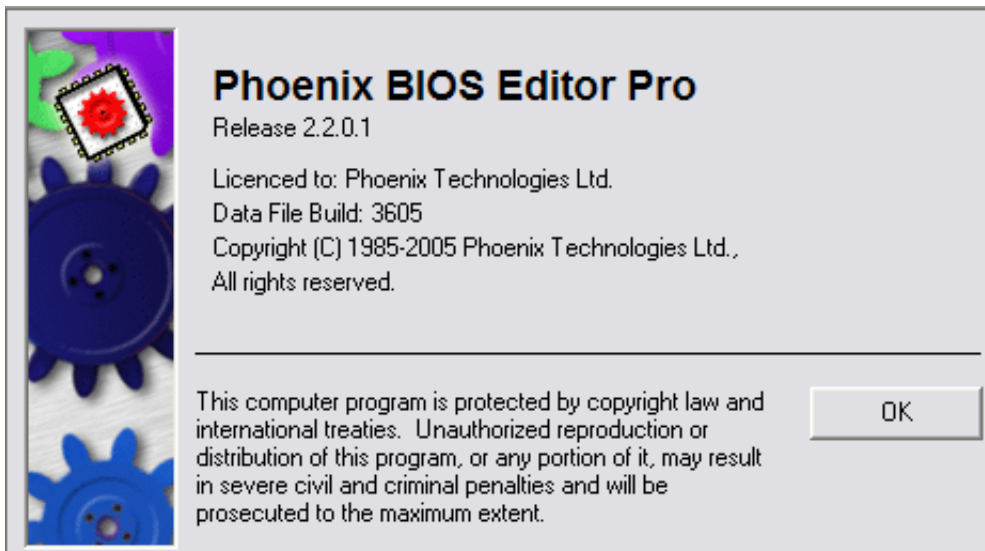 Phoenix BIOS Editor Pro
Release 2.2.0.1
Licenced to: Phoenix Technologies Ltd.
Data File Build: 3605
Copyright (C) 1985-2005 Phoenix Technologies Ltd.,
All rights reserved.
This computer program is protected by copyright law and
international treaties.  Unauthorized reproduction or
distribution of this program, or any portion of it, may result
in severe civil and criminal penalties and will be
prosecuted to the maximum extent.
OK